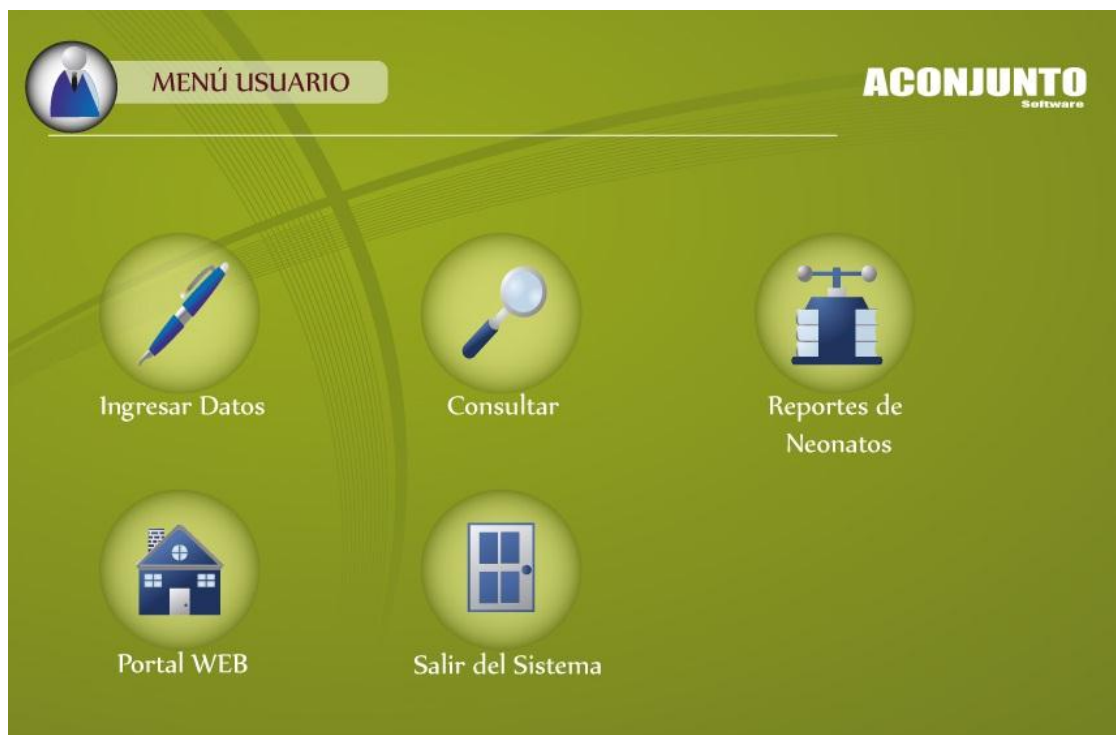 MENÚ USUARIO
ACONJUNTO
Software
Ingresar Datos
Consultar
Reportes de
Neonatos
Portal WEB
Salir del Sistema